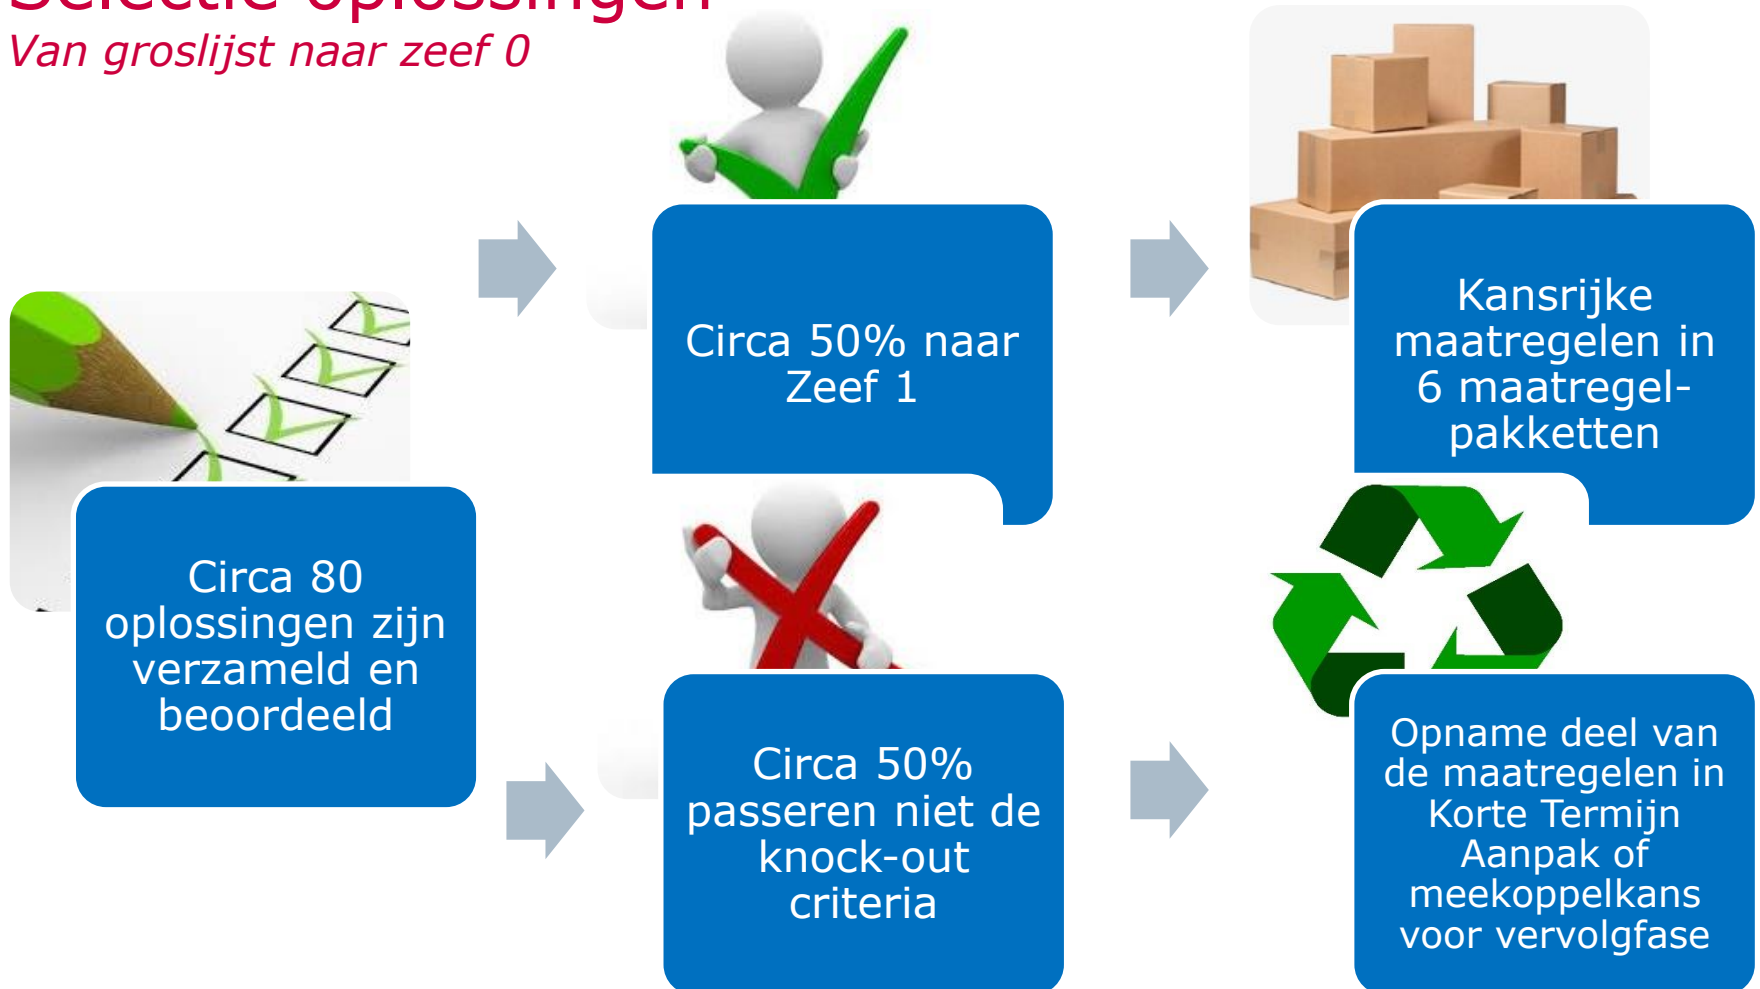 Selectie oplossingen
Van groslijst naar zeef 0
Circa 80
oplossingen zijn
verzameld en
beoordeeld
Circa 50% naar
Zeef 1
Kansrijke
maatregelen in
6 maatregel-
pakketten
Circa 50%
passeren niet de
knock-out
criteria
Opname deel van
de maatregelen in
Korte Termijn
Aanpak of
meekoppelkans
voor vervolgfase